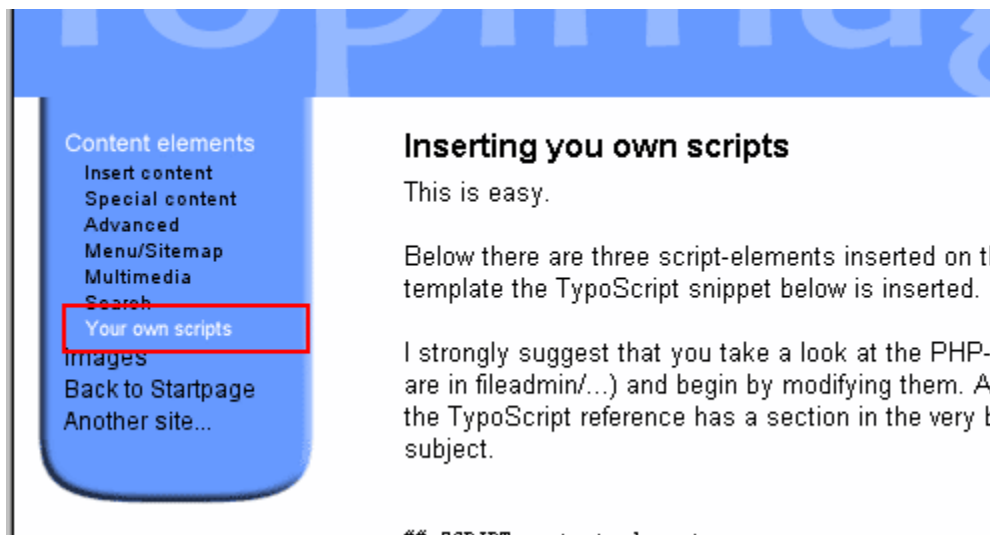 Content elements
Insert content
Special content
Advanced
Menu/Sitemap
Multimedia
Search
Your own scripts
Images
Back to Startpage
Another site...
Inserting you own scripts
This is easy.
Below there are three script-elements inserted on
template the TypoScript snippet below is inserted.
I strongly suggest that you take a look at the PHP-
are in fileadmin/...) and begin by modifying them.
the TypoScript reference has a section in the very
subject.